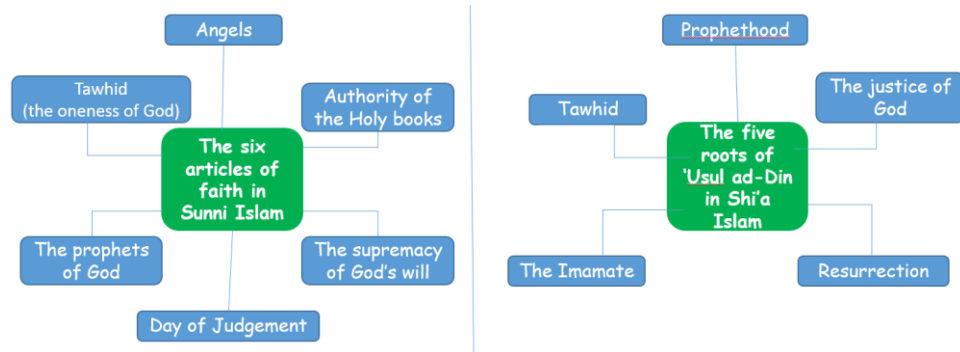 Angels
Tawhid
(the oneness of God)
Authority of
the Holy books
The six
articles of
faith in
Sunni Islam
The prophets
of God
The supremacy
of God's will
Day of Judgement
Prophethood
Tawhid
The justice of
God
The five
roots of
'Usul ad-Din
in Shi'a
Islam
The Imamate
Resurrection